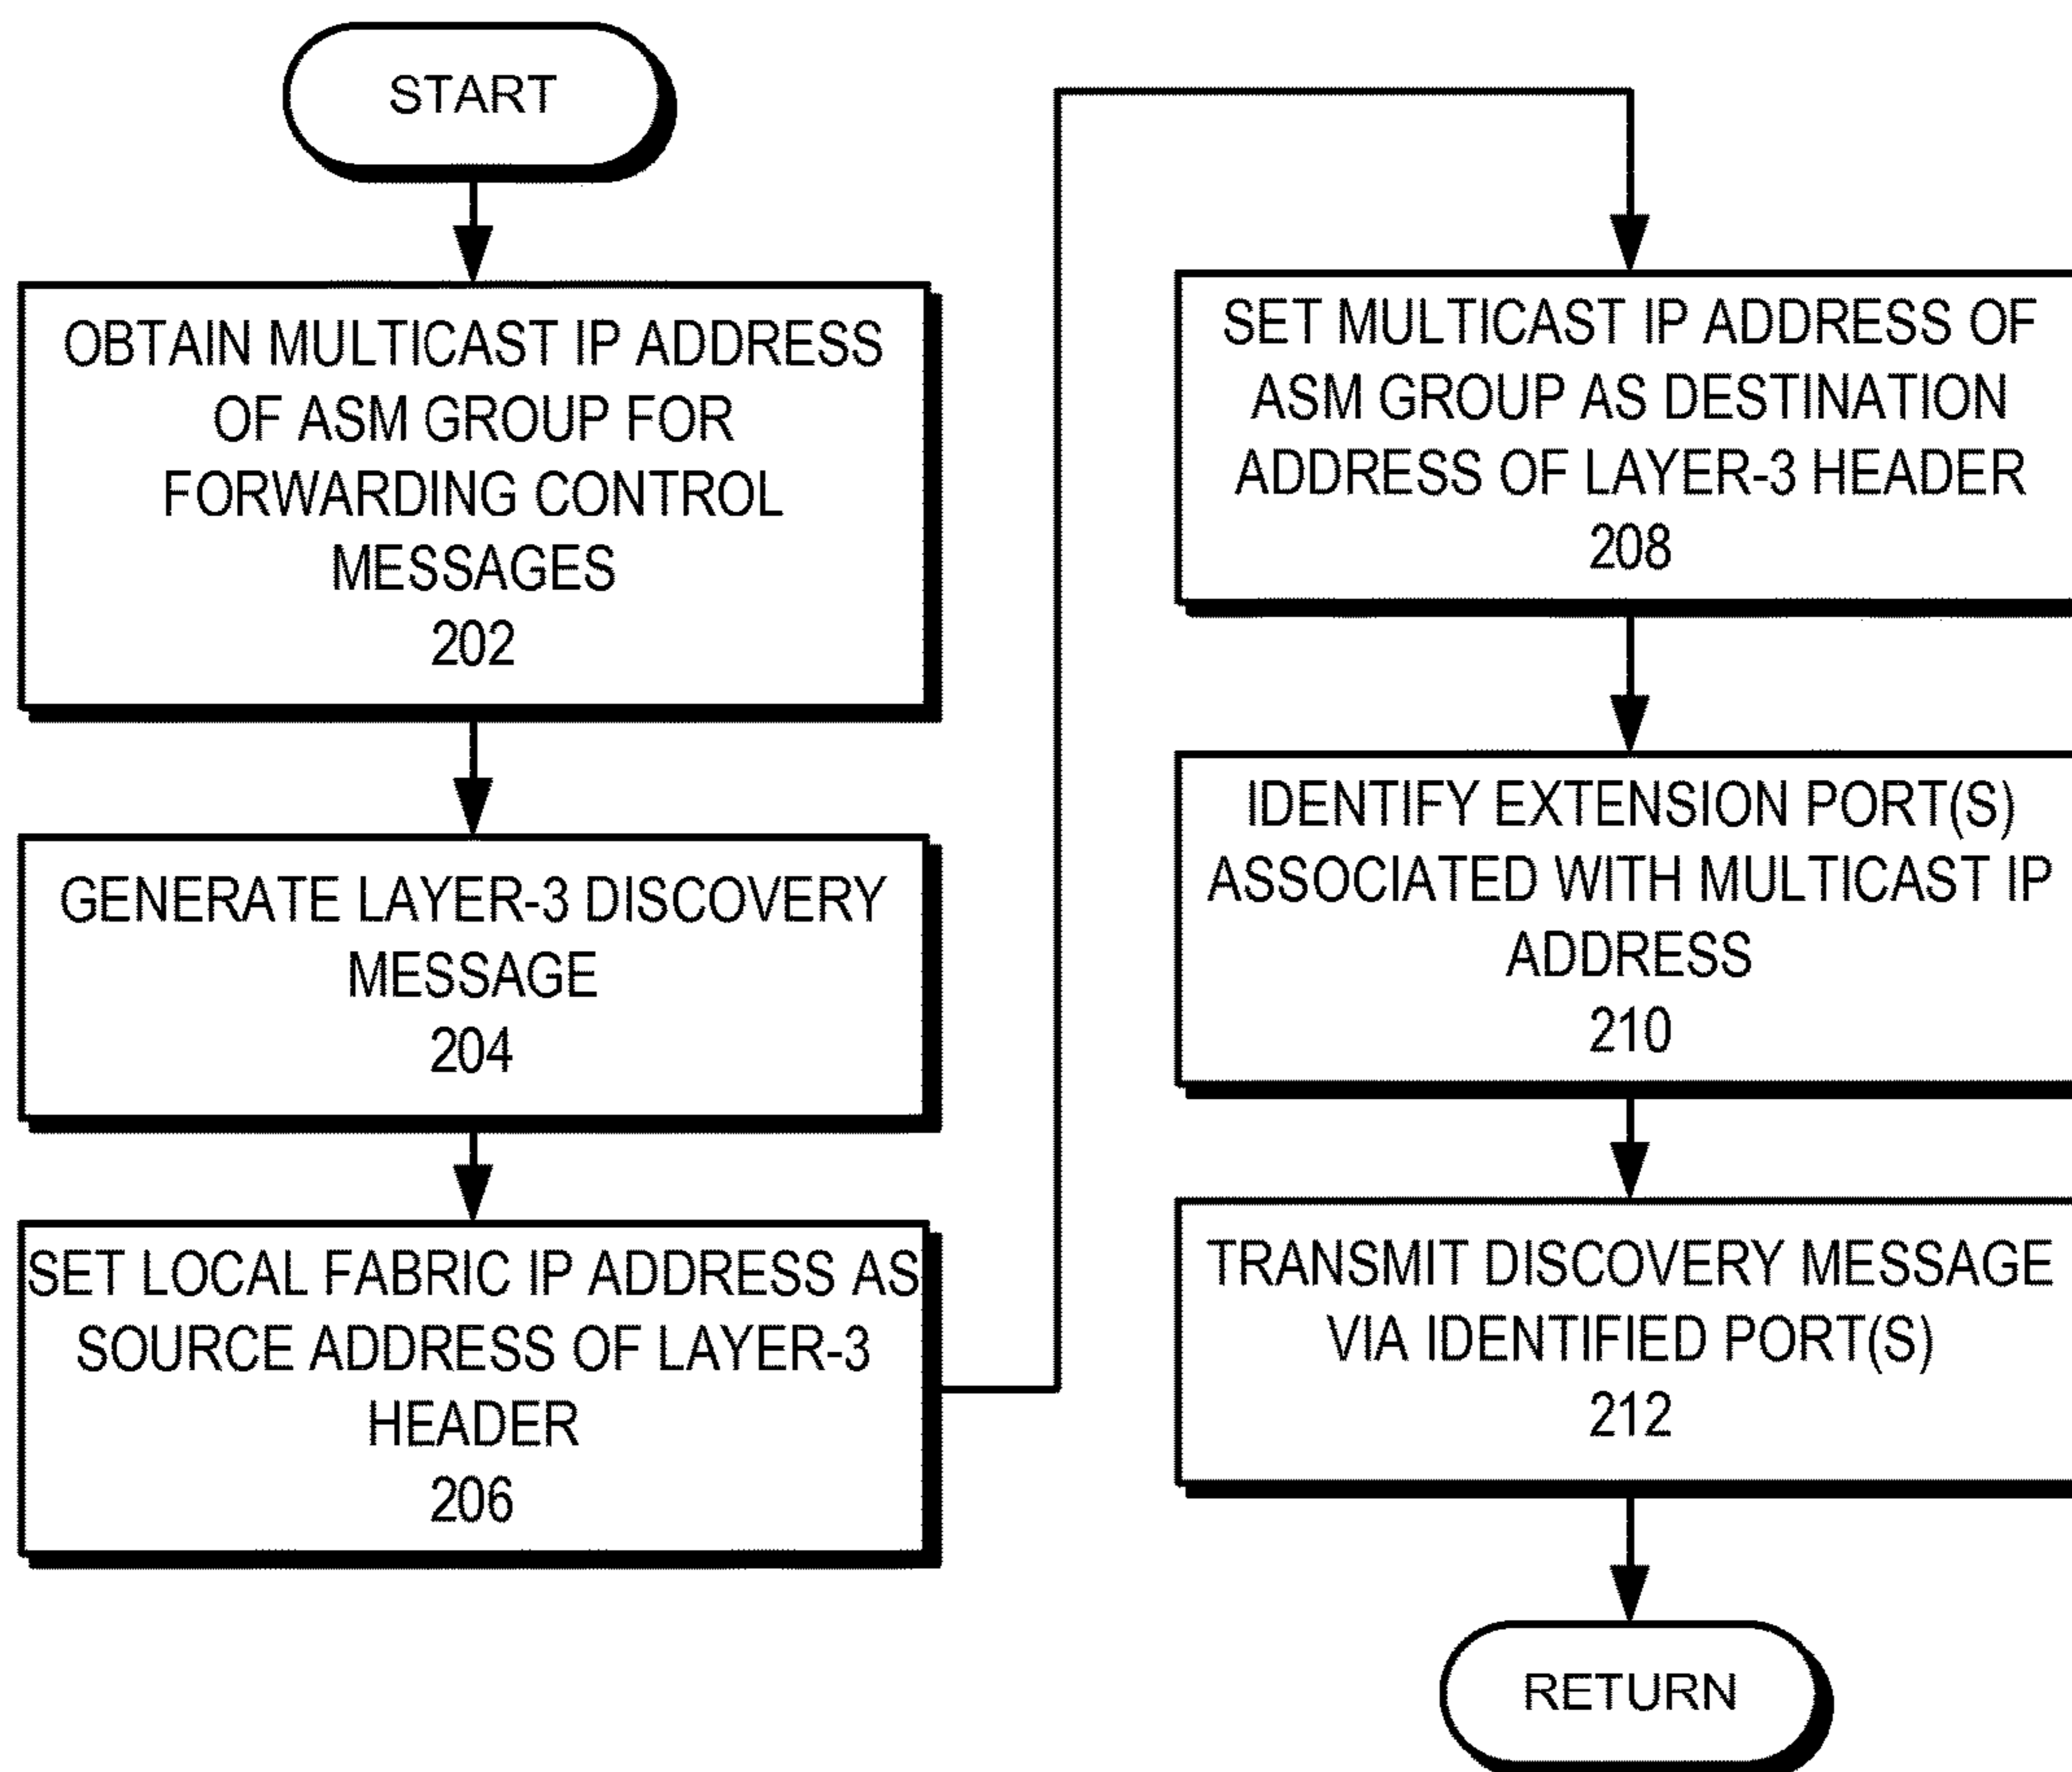 START
OBTAIN MULTICAST IP ADDRESS
OF ASM GROUP FOR
FORWARDING CONTROL
MESSAGES
202
GENERATE LAYER-3 DISCOVERY
MESSAGE
204
SET LOCAL FABRIC IP ADDRESS AS
SOURCE ADDRESS OF LAYER-3
HEADER
206
SET MULTICAST IP ADDRESS OF
ASM GROUP AS DESTINATION
ADDRESS OF LAYER-3 HEADER
208
IDENTIFY EXTENSION PORT(S)
ASSOCIATED WITH MULTICAST IP
ADDRESS
210
TRANSMIT DISCOVERY MESSAGE
VIA IDENTIFIED PORT(S)
212
RETURN